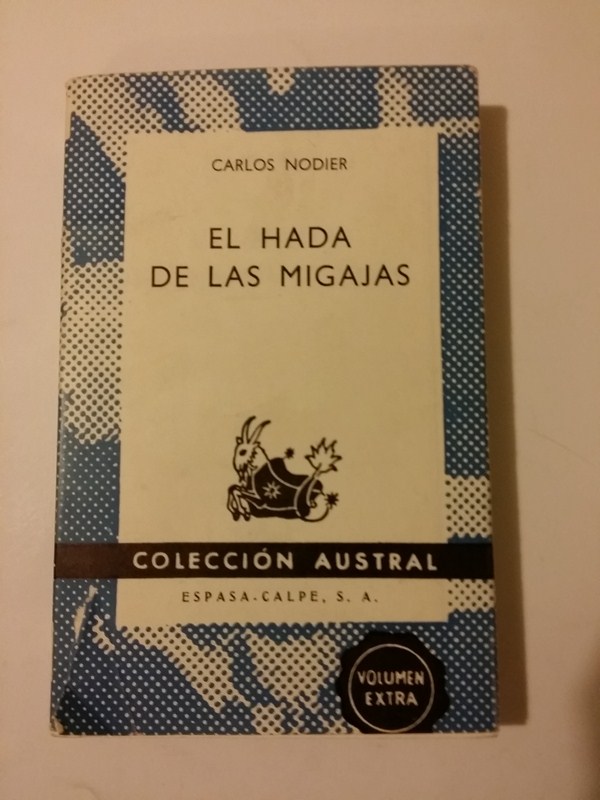 CARLOS NODIER
EL HADA
DE LAS MIGAJAS
COLECCIÓN AUSTRAL
ESPASA-CALPE, S. A.
VOLUMEN
EXTRA